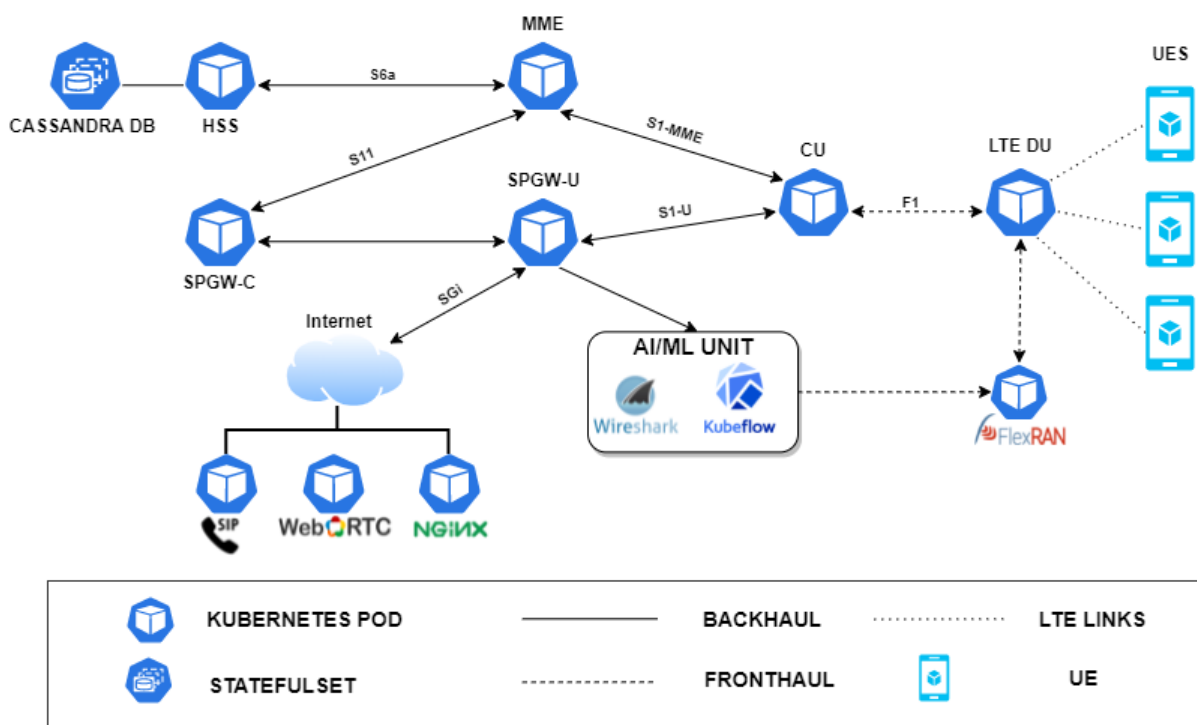 MME
UES
S6a
CASSANDRA DB
HSS
S1-MME
CU
LTE DU
S11
SPGW-U
S1-U
F1
SPGW-C
SGi
Internet
AI/ML UNIT
Wireshark
Kubeflow
FlexRAN
SIP
WebRTC
NGINX
KUBERNETES POD
BACKHAUL
LTE LINKS
STATEFULSET
FRONTHAUL
UE